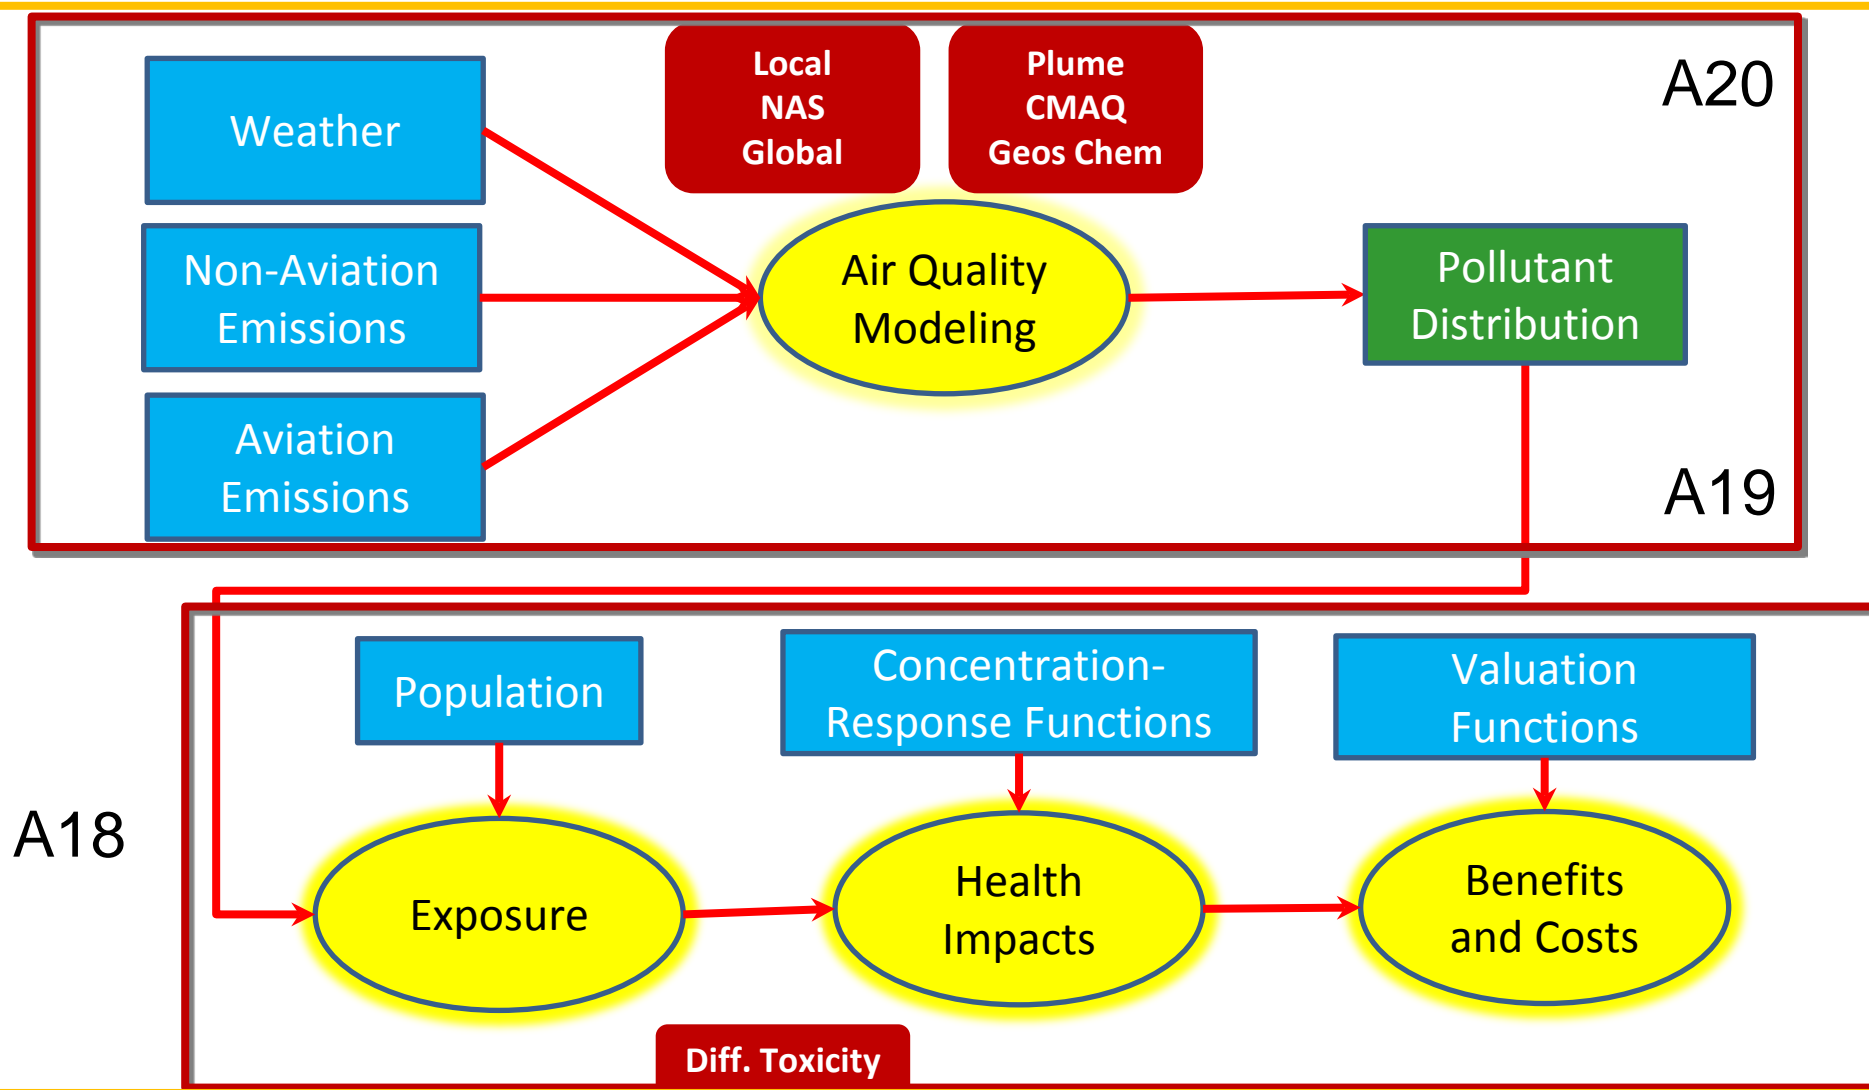 Local
NAS
Global
Plume
CMAQ
Geos Chem
A20
Weather
Non-Aviation
Emissions
Aviation
Emissions
Air Quality
Modeling
Pollutant
Distribution
A19
Population
Concentration-
Response Functions
Valuation
Functions
A18
Exposure
Health
Impacts
Benefits
and Costs
Diff. Toxicity